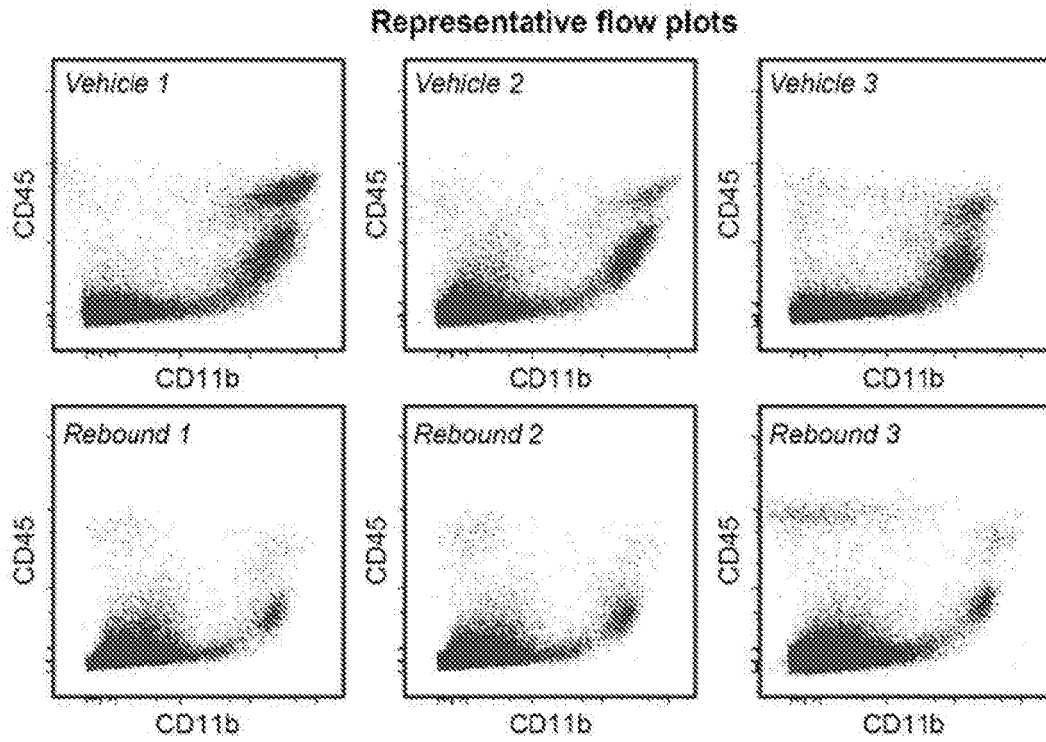 Representative flow plots
Vehicle 1
Vehicle 2
Vehicle 3
CD45
CD45
CD45
CD11b
CD11b
CD11b
Rebound 1
Rebound 2
Rebound 3
CD45
CD45
CD45
CD11b
CD11b
CD11b